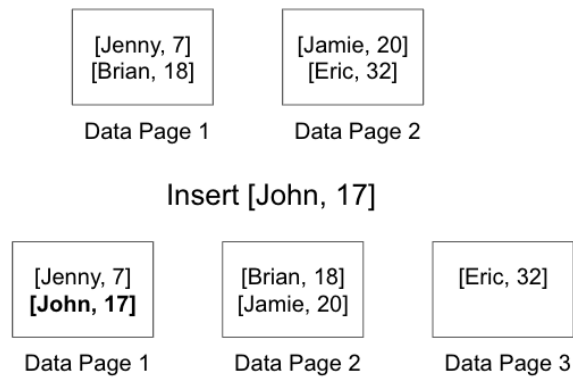 [Jenny, 7]
[Brian, 18]
Data Page 1
[Jamie, 20]
[Eric, 32]
Data Page 2
Insert [John, 17]
[Jenny, 7]
[John, 17]
Data Page 1
[Brian, 18]
[Jamie, 20]
Data Page 2
[Eric, 32]
Data Page 3